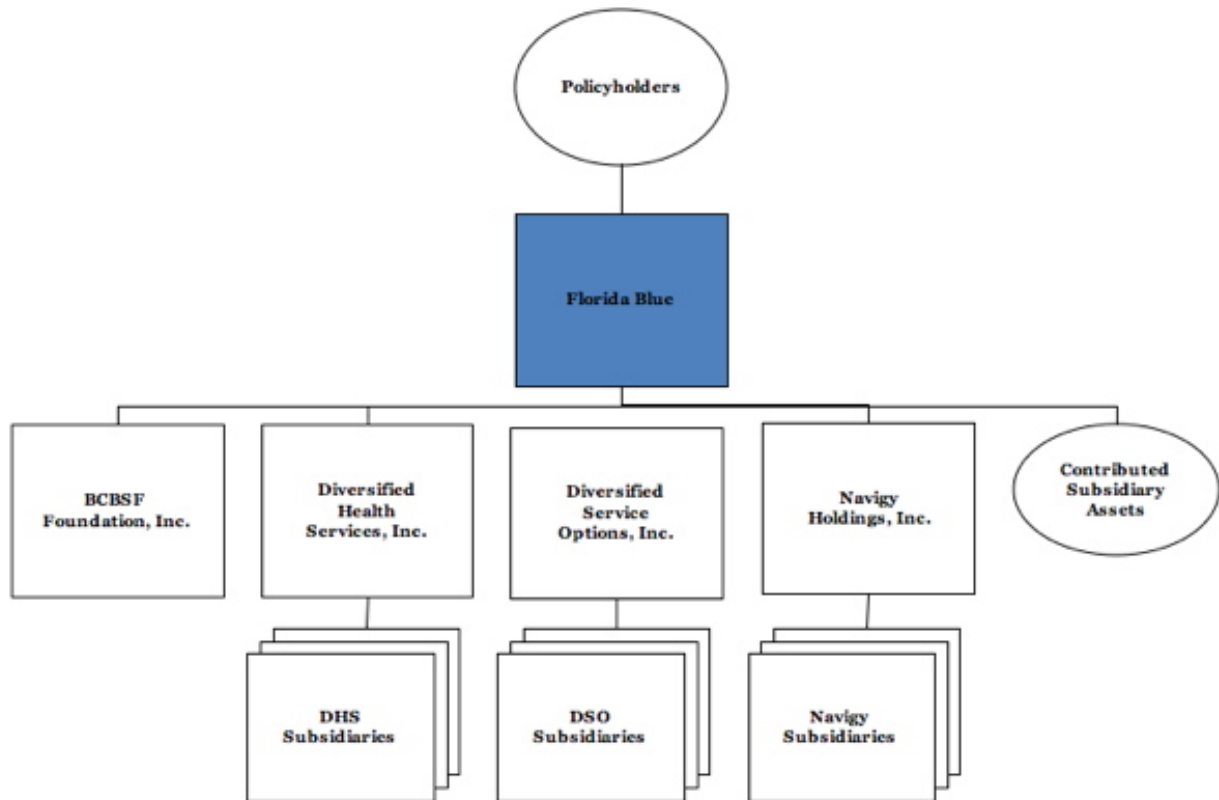 Policyholders
Florida Blue
BCBSF
Foundation, Inc.
Diversified
Health
Services, Inc.
Diversified
Service
Options, Inc.
Navigy
Holdings, Inc.
Contributed
Subsidiary
Assets
DHS
Subsidiaries
DSO
Subsidiaries
Navigy
Subsidiaries